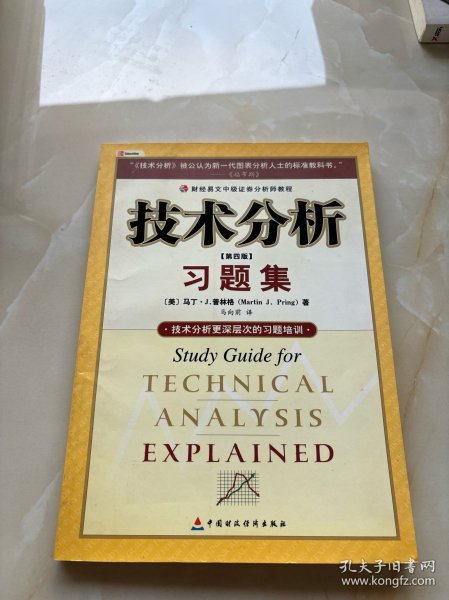 "《技术分析》被公认为新一代图表分析人士的标准教科书。"
——《福布斯》
财经易文中级证券分析师教程
技术分析
【第四版】
习题集
〔美〕马丁·J.普林格（Martin J. Pring）著
马向前 译
·技术分析更深层次的习题培训·
Study Guide for
TECHNICAL
ANALYSIS
EXPLAINED
中国财政经济出版社
孔夫子旧书网
www.kongfz.com